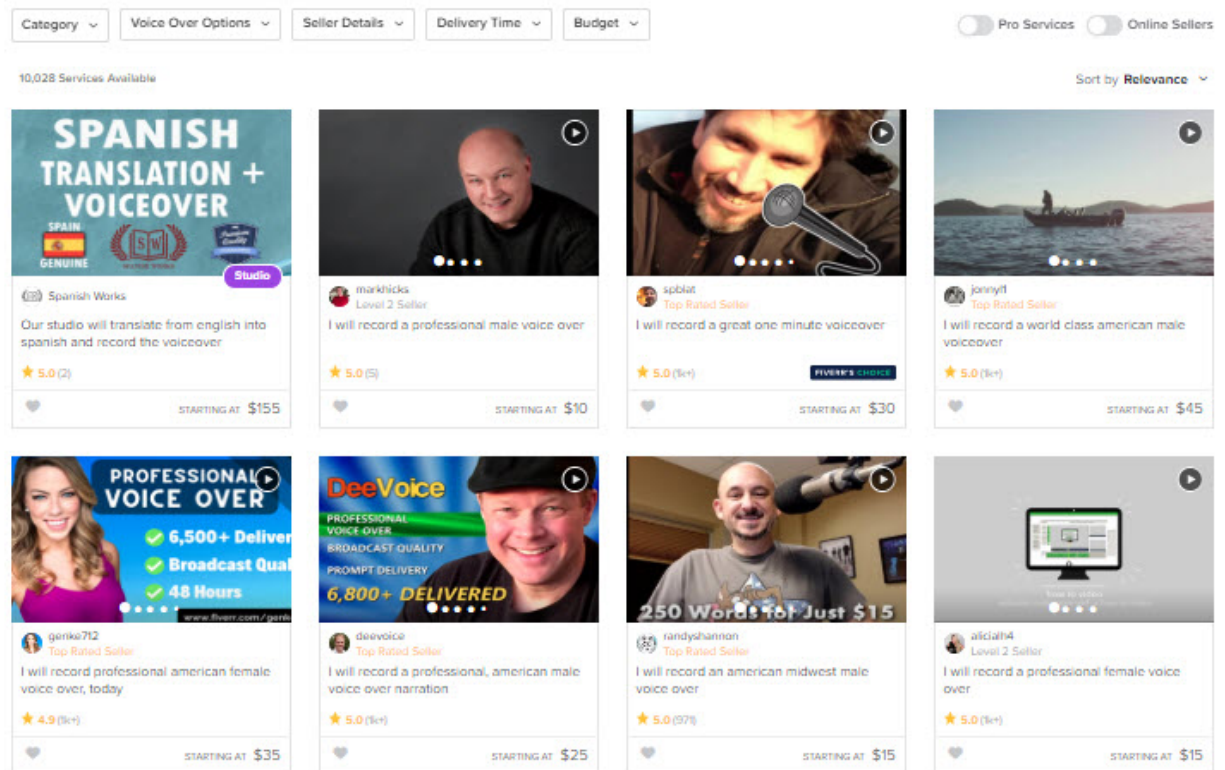 Category
Voice Over Options
Seller Details
Delivery Time
Budget
Pro Services
Online Sellers
10,028 Services Available
Sort by Relevance
SPANISH
TRANSLATION +
VOICEOVER
SPAIN
GENUINE
SW
Premium
Quality
Studio
Spanish Works
Our studio will translate from english into
spanish and record the voiceover
5.0 (2)
STARTING AT $155
markhicks
Level 2 Seller
I will record a professional male voice over
5.0 (5)
STARTING AT $10
spblat
Top Rated Seller
I will record a great one minute voiceover
5.0 (1k+)
FIVERR'S CHOICE
STARTING AT $30
Top Rated Seller
I will record a world class american male
voiceover
5.0 (1k+)
STARTING AT $45
PROFESSIONAL
VOICE OVER
6,500+ Deliver
Broadcast Qual
48 Hours
www.fiverr.com/genk
genke712
Top Rated Seller
I will record professional american female
voice over, today
4.9 (1k+)
STARTING AT $35
DeeVoice
PROFESSIONAL
VOICE OVER
BROADCAST QUALITY
PROMPT DELIVERY
6,800+ DELIVERED
deevoice
Top Rated Seller
I will record a professional, american male
voice over narration
5.0 (1k+)
STARTING AT $25
250 Words for Just $15
randyshannon
Top Rated Seller
I will record an american midwest male
voice over
5.0 (971)
STARTING AT $15
alicialh4
Level 2 Seller
I will record a professional female voice
over
5.0 (1k+)
STARTING AT $15